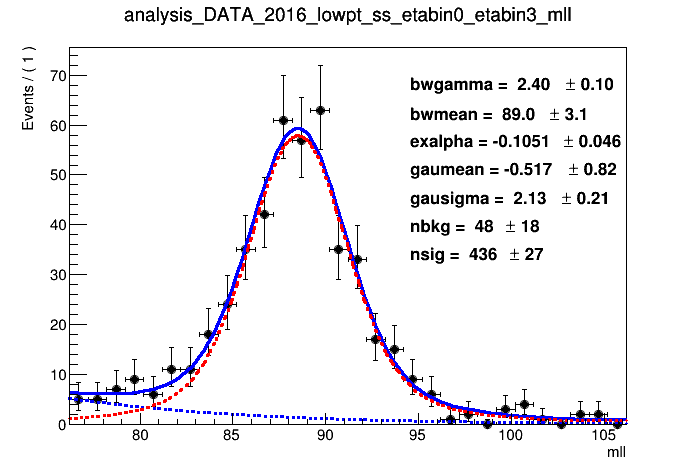 analysis_DATA_2016_lowpt_ss_etabin0_etabin3_mll
Events / ( 1 )
bwgamma = 2.40 ± 0.10
bwmean = 89.0 ± 3.1
exalpha = -0.1051 ± 0.046
gaumean = -0.517 ± 0.82
gausigma = 2.13 ± 0.21
nbkg = 48 ± 18
nsig = 436 ± 27
70
60
50
40
30
20
10
0
80 85 90 95 100 105
mll